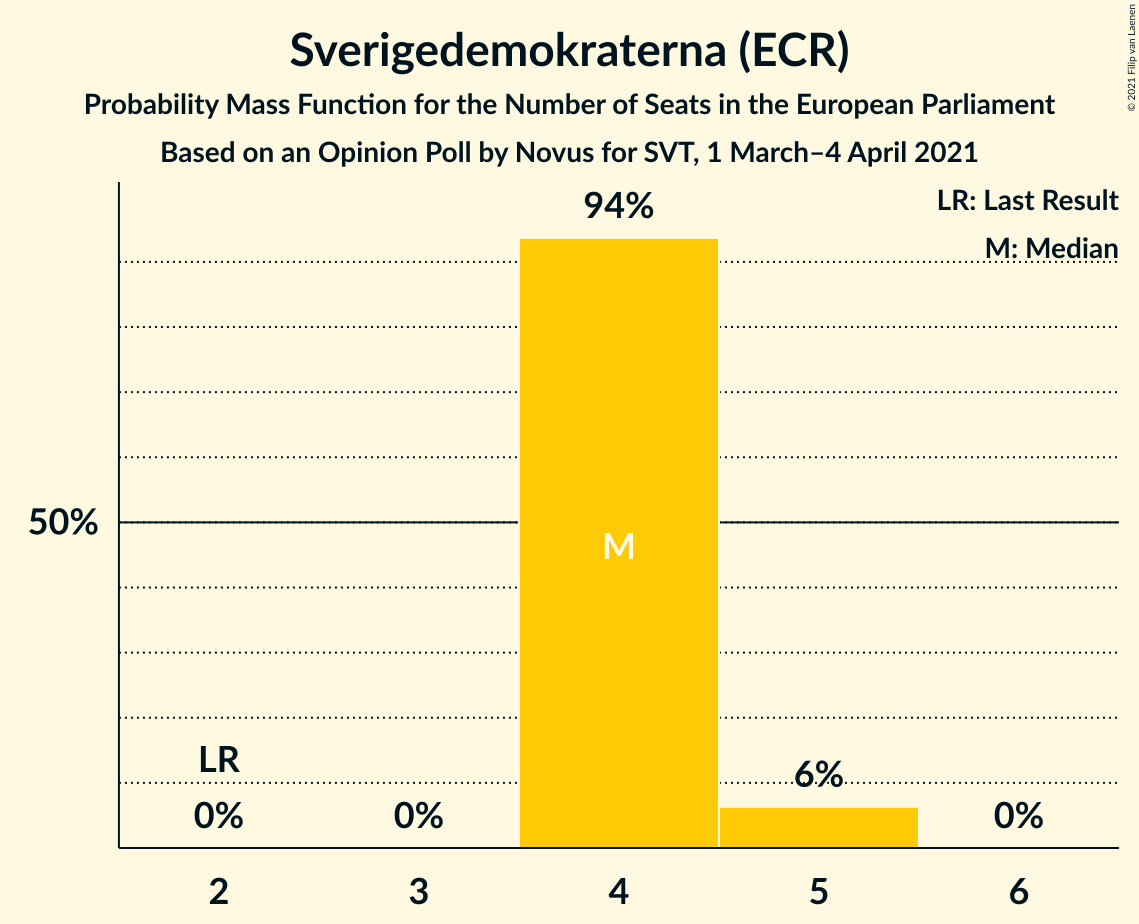 Sverigedemokraterna (ECR)
Probability Mass Function for the Number of Seats in the European Parliament
Based on an Opinion Poll by Novus for SVT, 1 March–4 April 2021
© 2021 Filip van Laenen
LR: Last Result
M: Median
94%
50%
M
LR
6%
0%
0%
0%
2
3
4
5
6